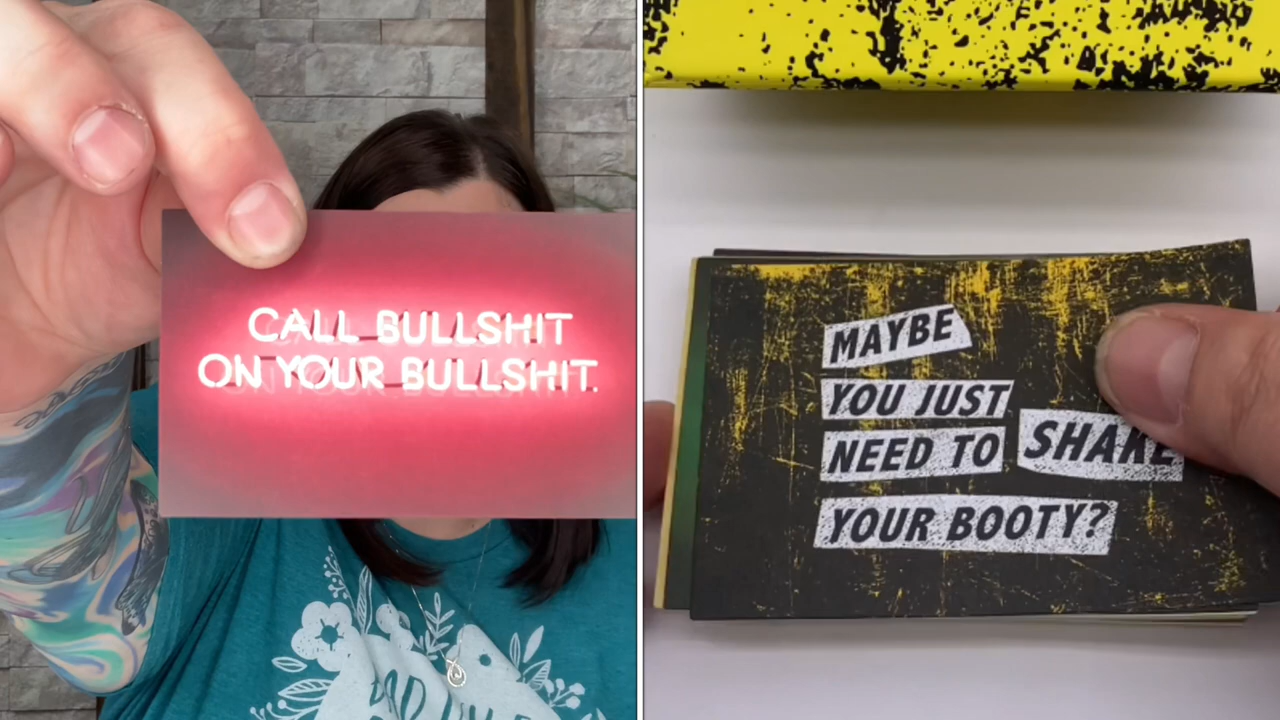 CALL BULLSHIT
ON YOUR BULLSHIT.
MAYBE
YOU JUST
NEED TO SHAKE
YOUR BOOTY?